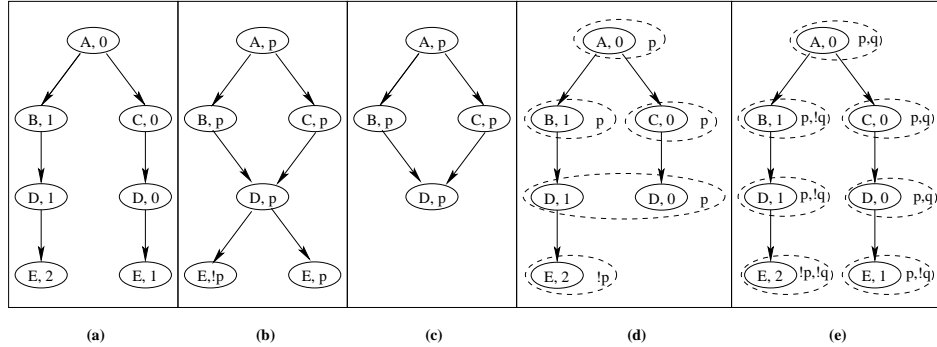 A, 0
B, 1
C, 0
D, 1
D, 0
E, 2
E, 1
(a)
A, p
B, p
C, p
D, p
E,!p
E, p
(b)
A, p
B, p
C, p
D, p
(c)
A, 0 p
B, 1 p
C, 0 p
D, 1
D, 0 p
E, 2 !p
(d)
A, 0 p,q
B, 1 p,!q
C, 0 p,q
D, 1 p,!q
D, 0 p,q
E, 2 !p,!q
E, 1 p,!q
(e)